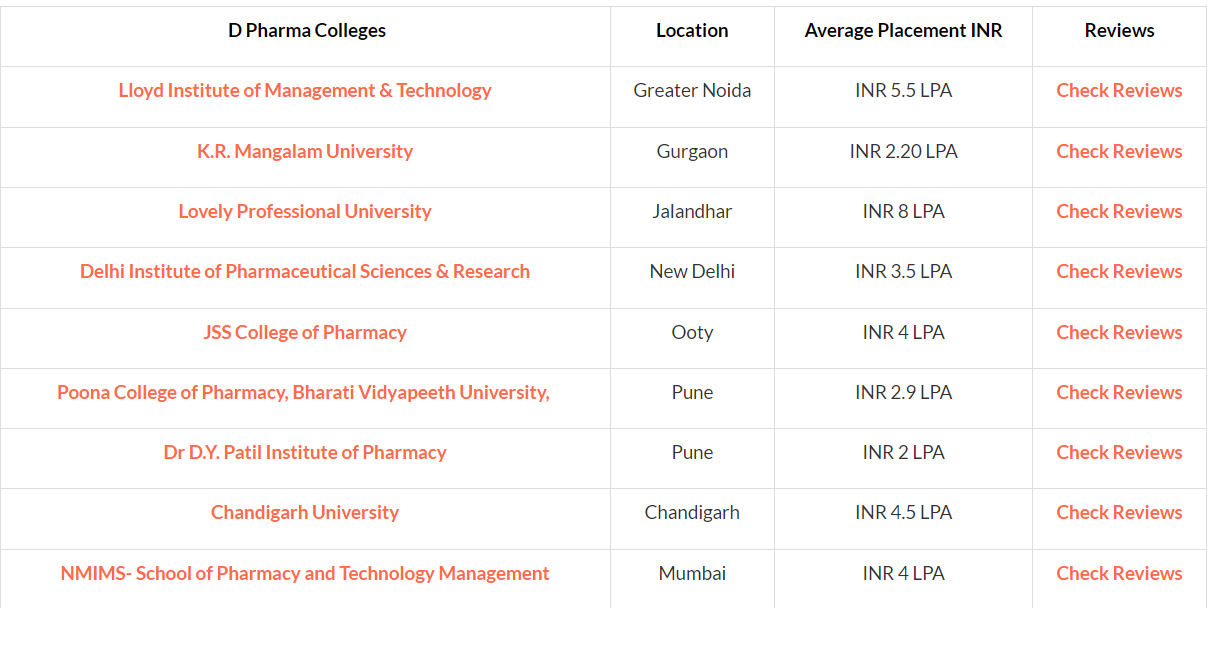 D Pharma Colleges Location Average Placement INR Reviews
Lloyd Institute of Management & Technology Greater Noida INR 5.5 LPA Check Reviews
K.R. Mangalam University Gurgaon INR 2.20 LPA Check Reviews
Lovely Professional University Jalandhar INR 8 LPA Check Reviews
Delhi Institute of Pharmaceutical Sciences & Research New Delhi INR 3.5 LPA Check Reviews
JSS College of Pharmacy Ooty INR 4 LPA Check Reviews
Poona College of Pharmacy, Bharati Vidyapeeth University, Pune INR 2.9 LPA Check Reviews
Dr D.Y. Patil Institute of Pharmacy Pune INR 2 LPA Check Reviews
Chandigarh University Chandigarh INR 4.5 LPA Check Reviews
NMIMS- School of Pharmacy and Technology Management Mumbai INR 4 LPA Check Reviews